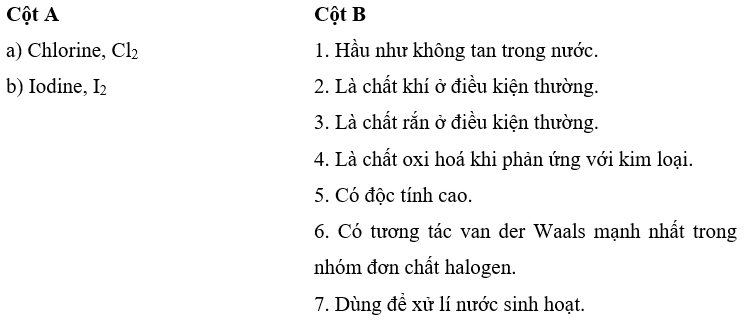 Cột A Cột B
a) Chlorine, Cl₂ 1. Hầu như không tan trong nước.
b) Iodine, I₂ 2. Là chất khí ở điều kiện thường.
3. Là chất rắn ở điều kiện thường.
4. Là chất oxi hoá khi phản ứng với kim loại.
5. Có độc tính cao.
6. Có tương tác van der Waals mạnh nhất trong
nhóm đơn chất halogen.
7. Dùng để xử lí nước sinh hoạt.